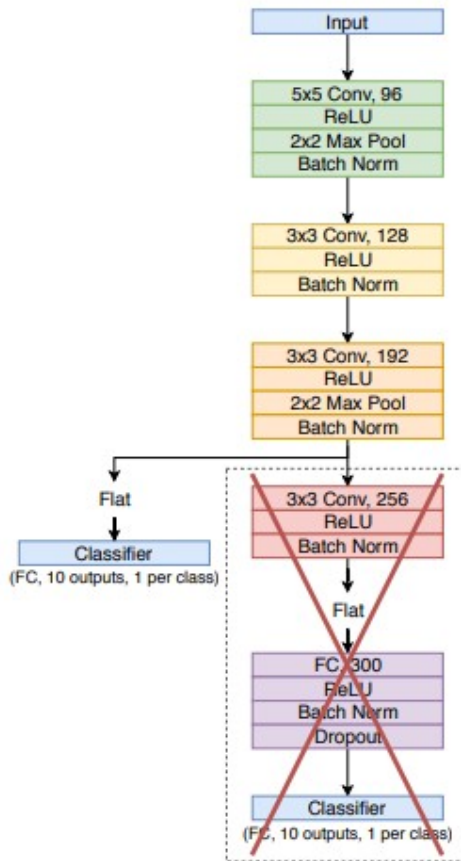 Input
5x5 Conv, 96
ReLU
2x2 Max Pool
Batch Norm
3x3 Conv, 128
ReLU
Batch Norm
3x3 Conv, 192
ReLU
2x2 Max Pool
Batch Norm
Flat
Classifier
(FC, 10 outputs, 1 per class)
3x3 Conv, 256
ReLU
Batch Norm
Flat
FC, 300
ReLU
Batch Norm
Dropout
Classifier
(FC, 10 outputs, 1 per class)